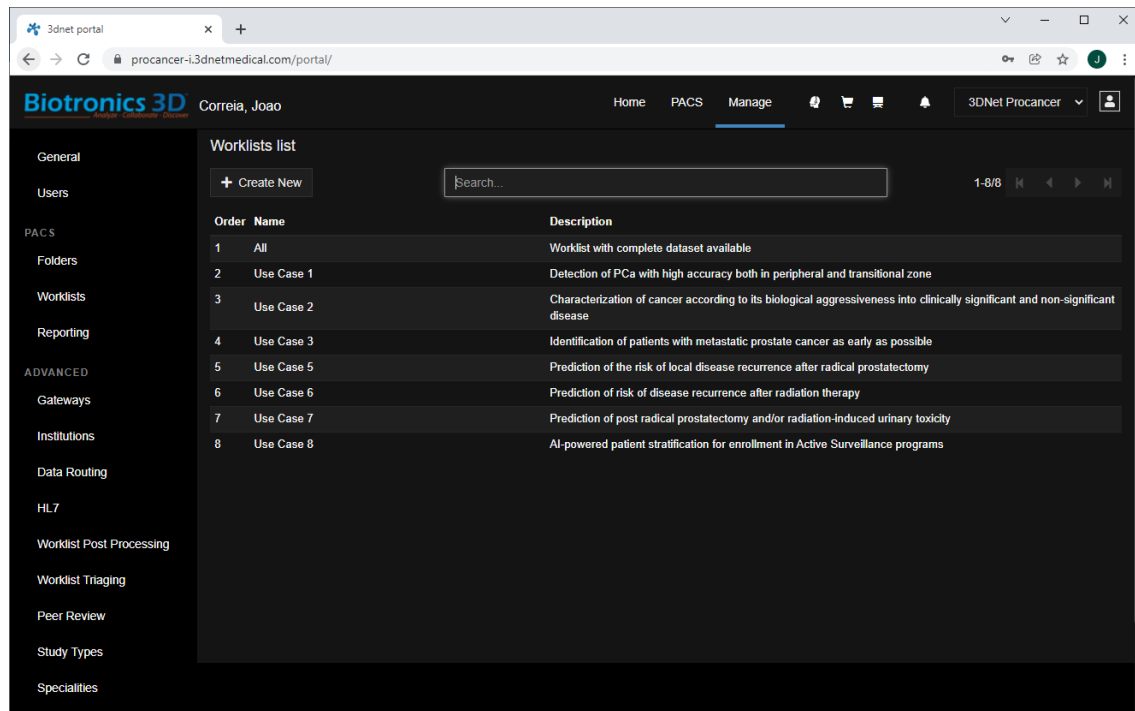 3dnet portal
procancer-i.3dnetmedical.com/portal/
J
Biotronics 3D
Analyze - Collaborate - Discover
Correia, Joao
Home PACS Manage
3DNet Procancer
General
Users
PACS
Folders
Worklists
Reporting
ADVANCED
Gateways
Institutions
Data Routing
HL7
Worklist Post Processing
Worklist Triaging
Peer Review
Study Types
Specialities
Worklists list
+ Create New
Search...
1-8/8
Order Name Description
1 All Worklist with complete dataset available
2 Use Case 1 Detection of PCa with high accuracy both in peripheral and transitional zone
3 Use Case 2 Characterization of cancer according to its biological aggressiveness into clinically significant and non-significant
disease
4 Use Case 3 Identification of patients with metastatic prostate cancer as early as possible
5 Use Case 5 Prediction of the risk of local disease recurrence after radical prostatectomy
6 Use Case 6 Prediction of risk of disease recurrence after radiation therapy
7 Use Case 7 Prediction of post radical prostatectomy and/or radiation-induced urinary toxicity
8 Use Case 8 AI-powered patient stratification for enrollment in Active Surveillance programs